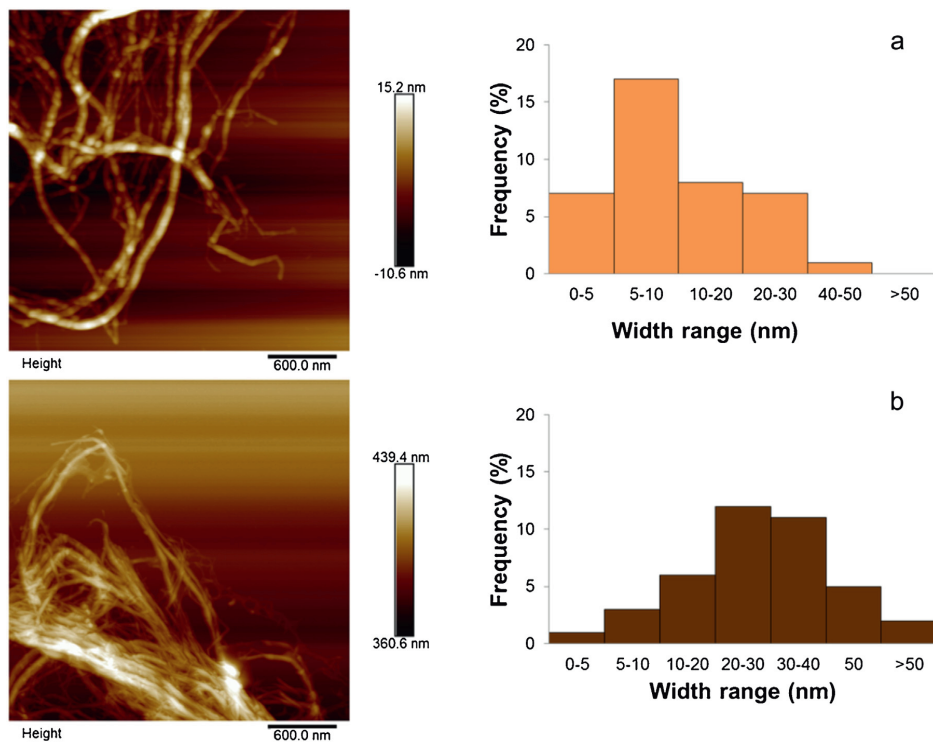 15.2 nm
-10.6 nm
Height
600.0 nm
a
Frequency (%)
20
15
10
5
0
0-5 5-10 10-20 20-30 40-50 >50
Width range (nm)
439.4 nm
360.6 nm
Height
600.0 nm
b
Frequency (%)
20
15
10
5
0
0-5 5-10 10-20 20-30 30-40 50 >50
Width range (nm)